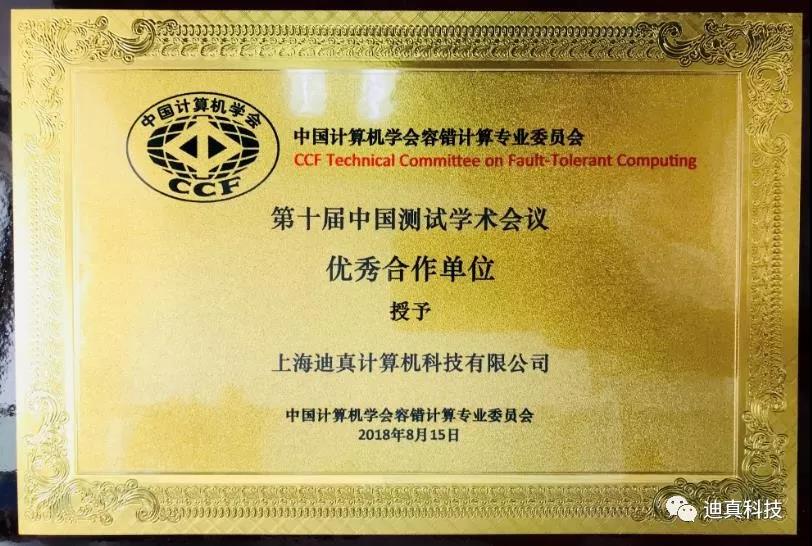 中国计算机学会
CCF
中国计算机学会容错计算专业委员会
CCF Technical Committee on Fault-Tolerant Computing
第十届中国测试学术会议
优秀合作单位
授予
上海迪真计算机科技有限公司
中国计算机学会容错计算专业委员会
2018年8月15日
迪真科技